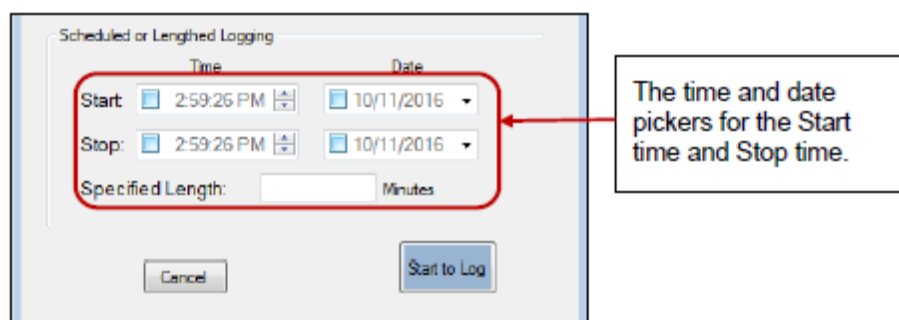 Scheduled or Lengthed Logging
Time Date
Start 2:59:26 PM 10/11/2016
Stop: 2:59:26 PM 10/11/2016
Specified Length: Minutes
Cancel Start to Log
The time and date
pickers for the Start
time and Stop time.